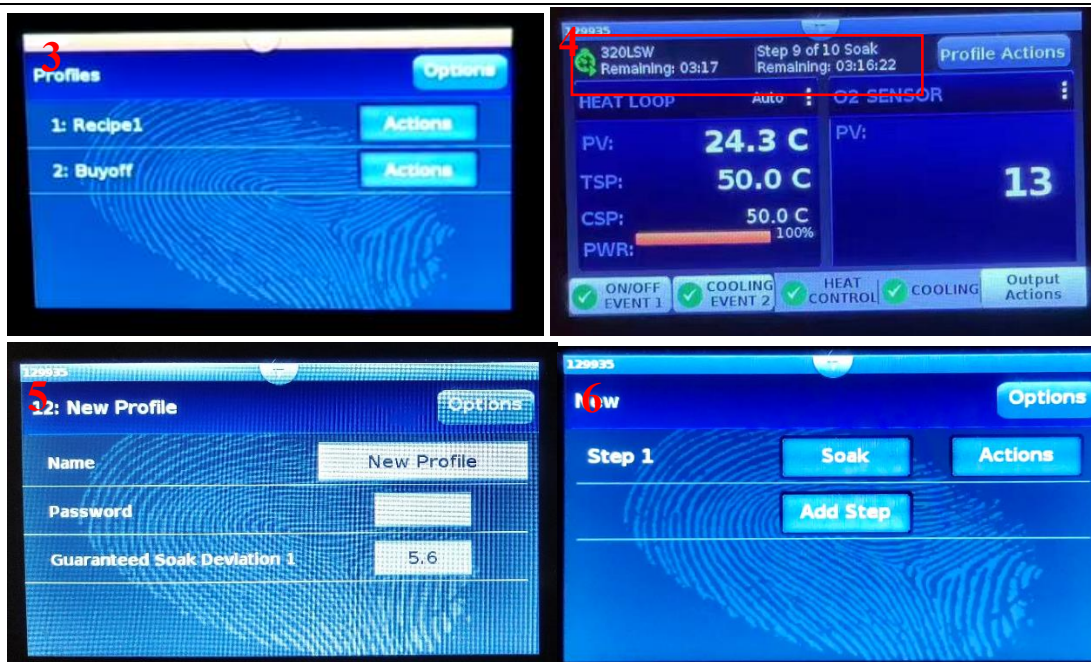 3
Profiles
Options
1: Recipe1
Actions
2: Buyoff
Actions
4
129935
320LSW
Remaining: 03:17
Step 9 of 10 Soak
Remaining: 03:16:22
Profile Actions
HEAT LOOP
Auto
O2 SENSOR
PV:
24.3 C
PV:
13
TSP:
50.0 C
CSP:
50.0 C
100%
PWR:
ON/OFF
EVENT 1
COOLING
EVENT 2
HEAT
CONTROL
COOLING
Output
Actions
5
129935
12: New Profile
Options
Name
New Profile
Password
Guaranteed Soak Deviation 1
5.6
6
129935
New
Options
Step 1
Soak
Actions
Add Step